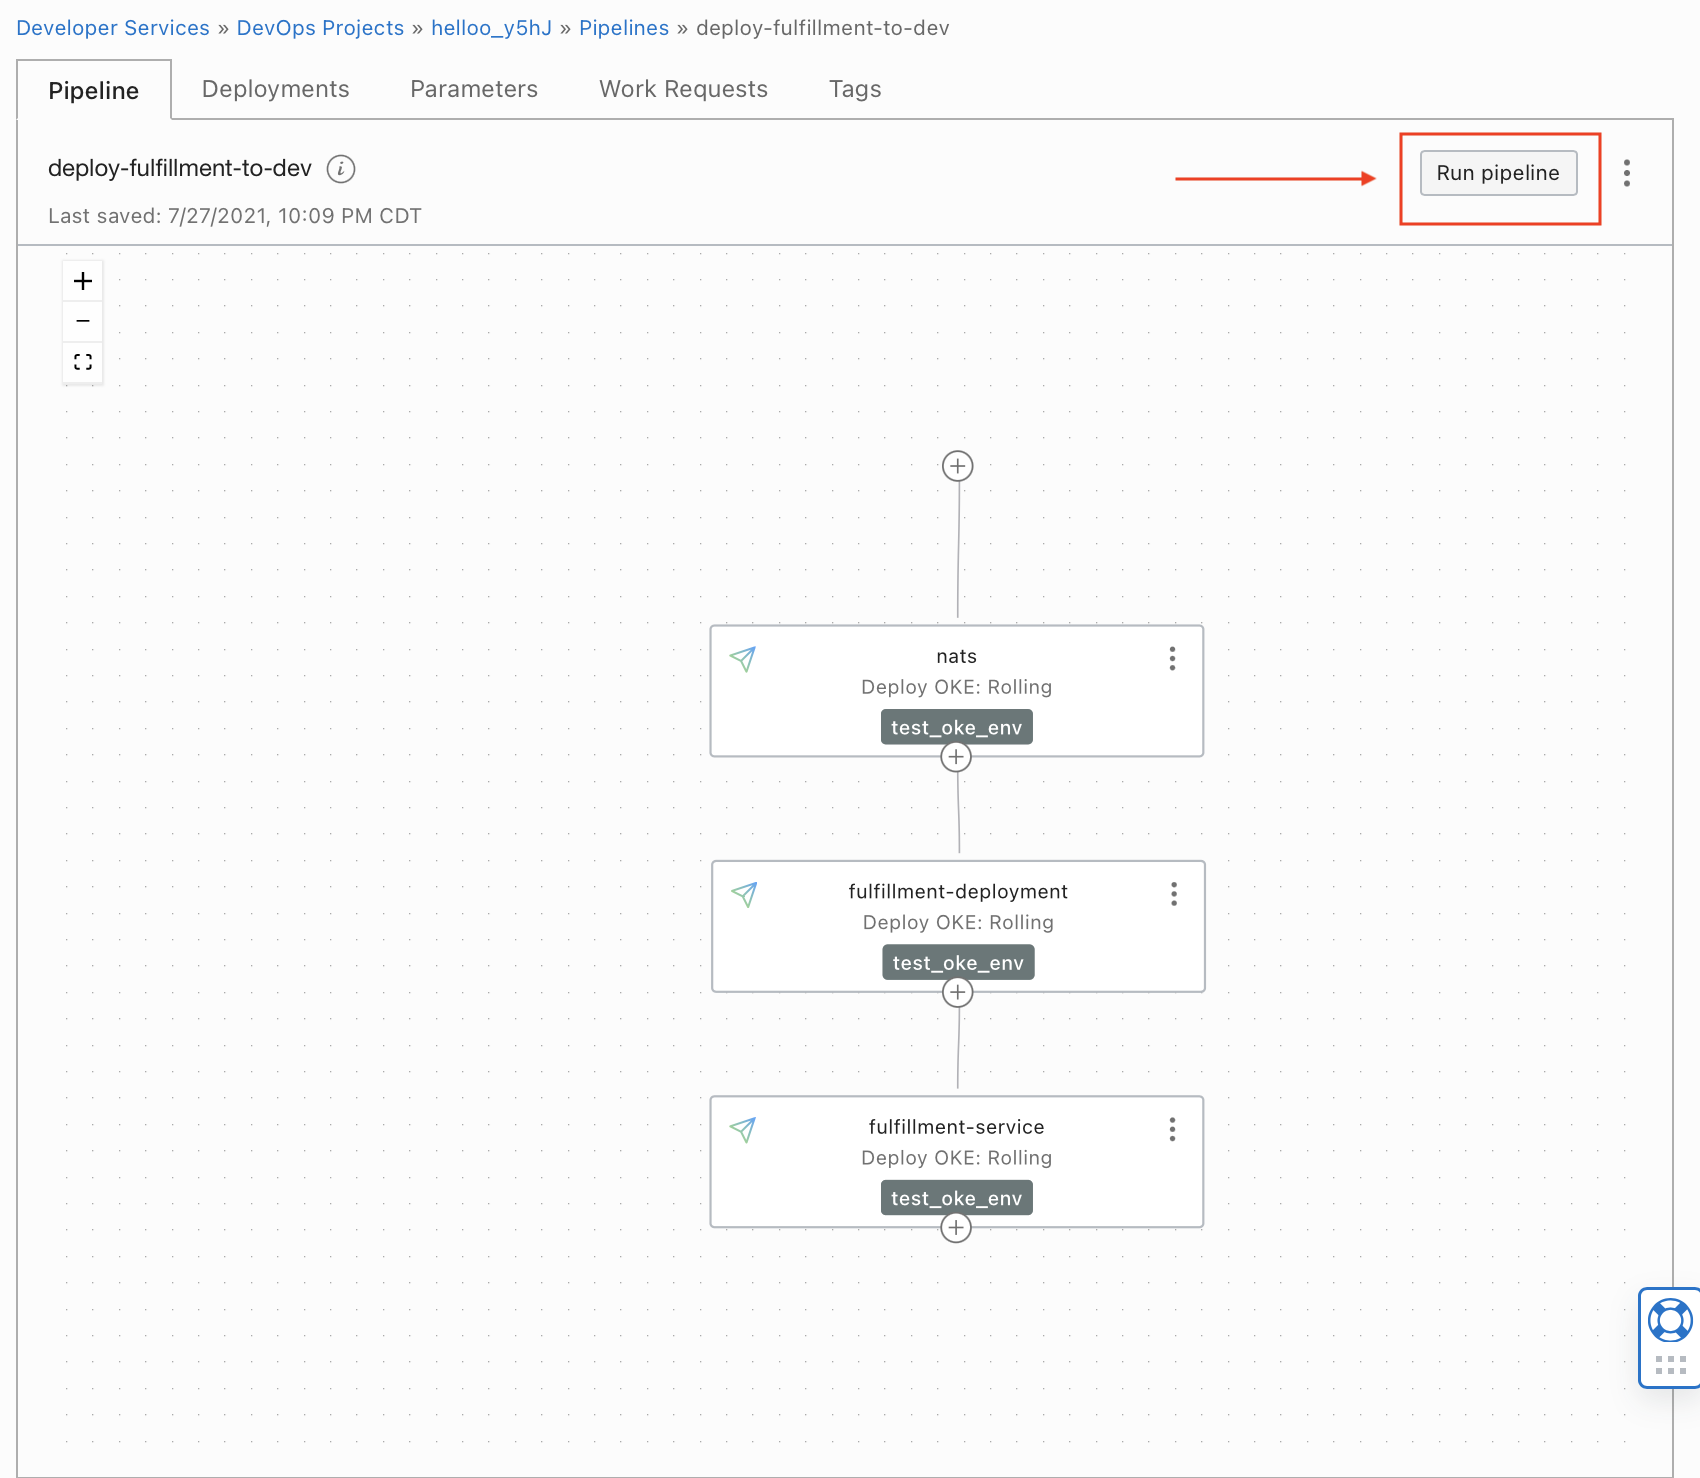 Developer Services » DevOps Projects » helloo_y5hJ » Pipelines » deploy-fulfillment-to-dev
Pipeline Deployments Parameters Work Requests Tags
deploy-fulfillment-to-dev i
Run pipeline
Last saved: 7/27/2021, 10:09 PM CDT
nats
Deploy OKE: Rolling
test_oke_env
fulfillment-deployment
Deploy OKE: Rolling
test_oke_env
fulfillment-service
Deploy OKE: Rolling
test_oke_env